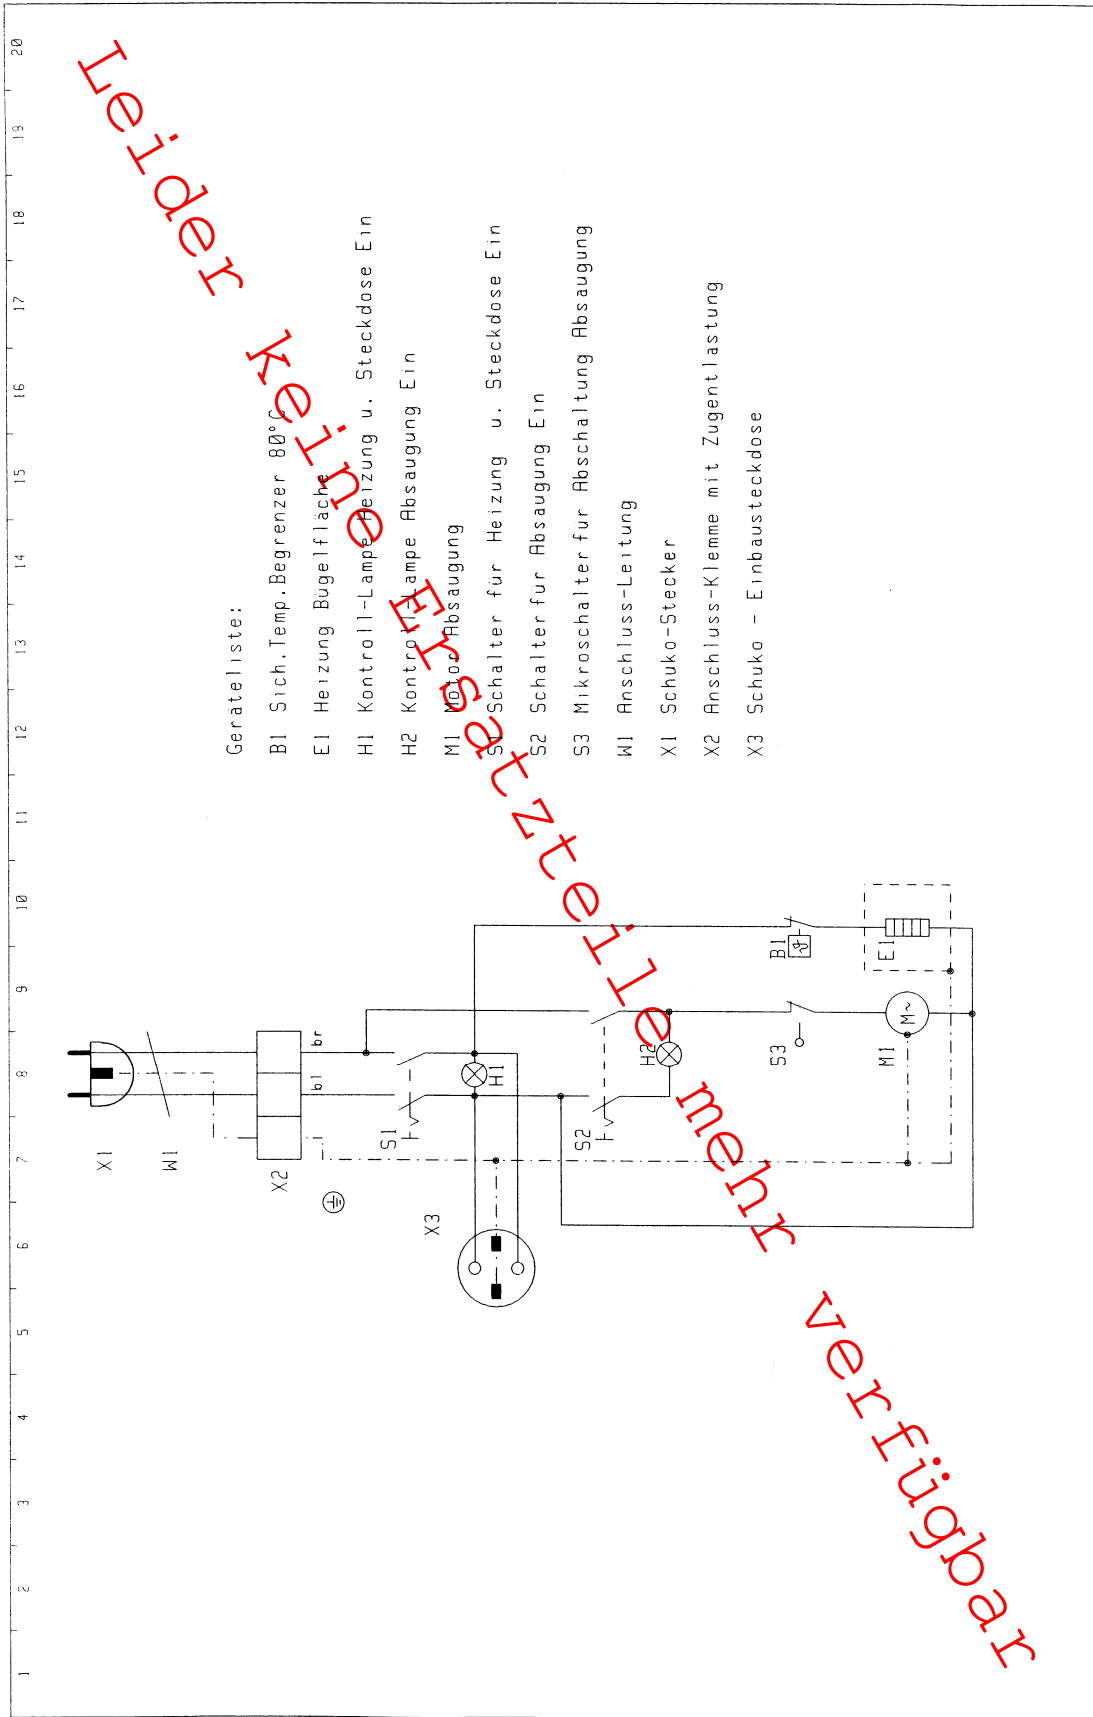 20 19 18 17 16 15 14 13 12 11 10 9 8 7 6 5 4 3 2 1
Leider keine Ersatzteile mehr verfügbar
Geräteliste:
B1 Sich.Temp.Begrenzer 80°C
E1 Heizung Bügelfläche
H1 Kontroll-Lampe Heizung u. Steckdose Ein
H2 Kontroll-Lampe Absaugung Ein
M1 Motor Absaugung
S1 Schalter für Heizung u. Steckdose Ein
S2 Schalter fur Absaugung Ein
S3 Mikroschalter fur Abschaltung Absaugung
W1 Anschluss-Leitung
X1 Schuko-Stecker
X2 Anschluss-Klemme mit Zugentlastung
X3 Schuko - Einbausteckdose
X1
W1
X2
br
bl
S1
X3
H1
S2
H2
B1
S3
E1
M1
M~